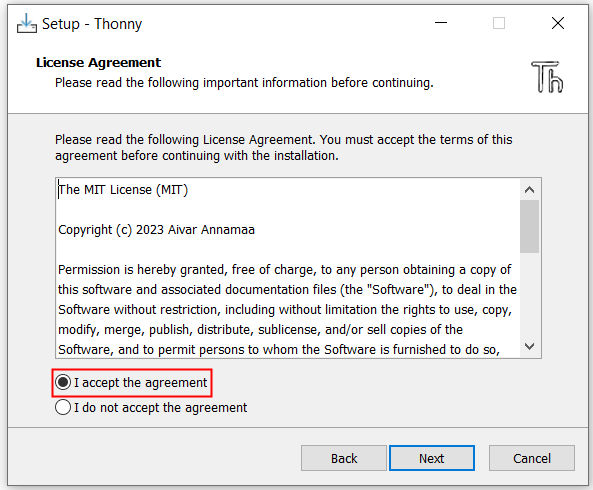 Setup - Thonny
License Agreement
Please read the following important information before continuing.
Th
Please read the following License Agreement. You must accept the terms of this
agreement before continuing with the installation.
The MIT License (MIT)
Copyright (c) 2023 Aivar Annamaa
Permission is hereby granted, free of charge, to any person obtaining a copy of
this software and associated documentation files (the "Software"), to deal in the
Software without restriction, including without limitation the rights to use, copy,
modify, merge, publish, distribute, sublicense, and/or sell copies of the
Software, and to permit persons to whom the Software is furnished to do so,
I accept the agreement
I do not accept the agreement
Back Next Cancel